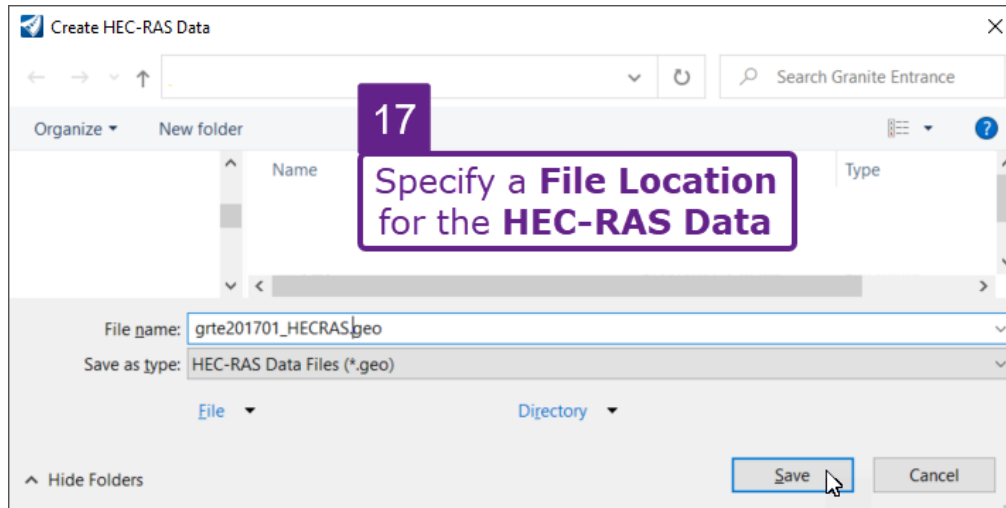 Create HEC-RAS Data
Search Granite Entrance
Organize
New folder
17
Name
Type
Specify a File Location
for the HEC-RAS Data
File name: grte201701_HECRAS.geo
Save as type: HEC-RAS Data Files (*.geo)
File
Directory
Hide Folders
Save
Cancel